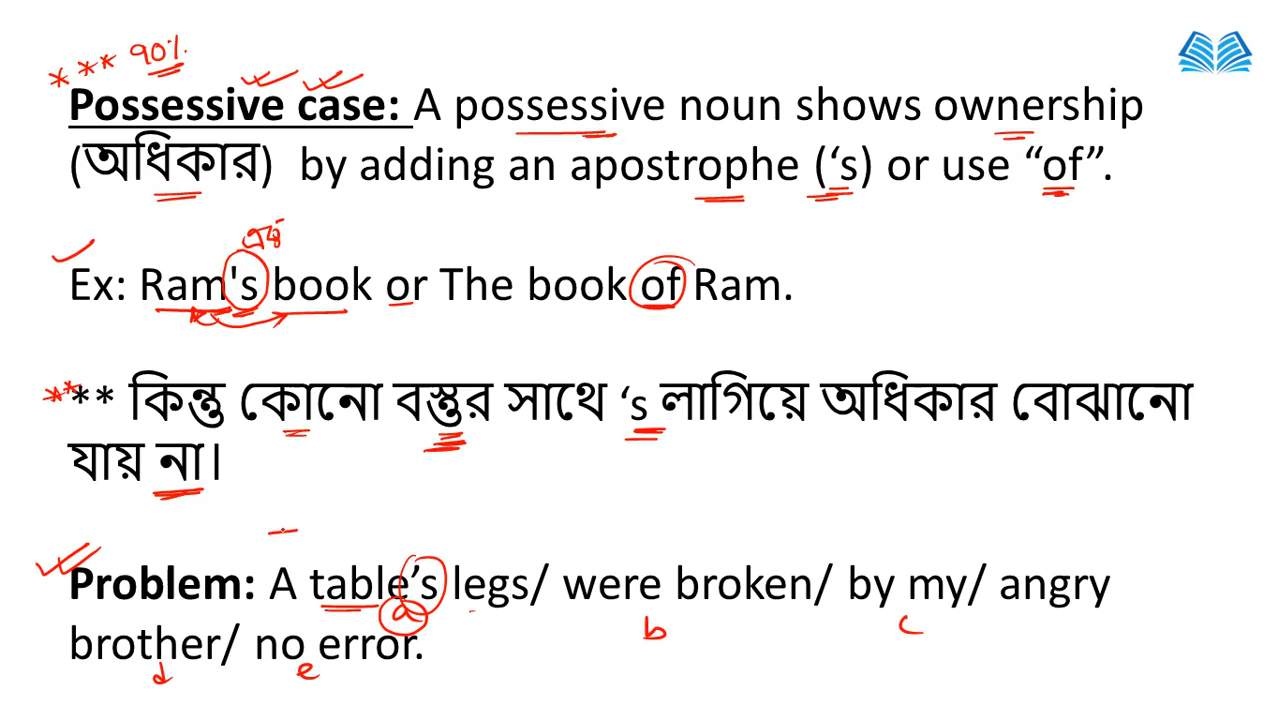 *** 90%
Possessive case: A possessive noun shows ownership
(অধিকার) by adding an apostrophe (‘s) or use “of”.
Ex: Ram's book or The book of Ram.
** কিন্তু কোনো বস্তুর সাথে ‘s লাগিয়ে অধিকার বোঝানো
যায় না।
Problem: A table’s legs/ were broken/ by my/ angry
a b c
brother/ no error.
d e